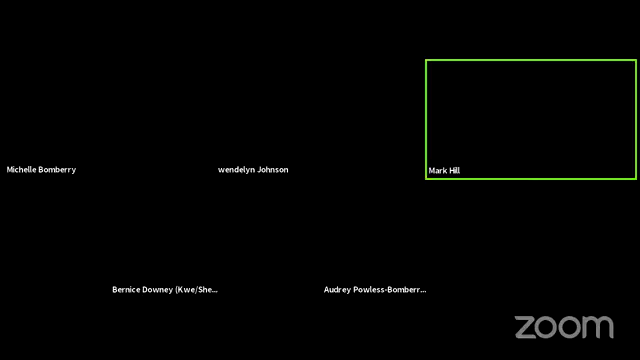 Michelle Bomberry
wendelyn Johnson
Mark Hill
Bernice Downey (Kwe/She...
Audrey Powless-Bomberr...
zoom